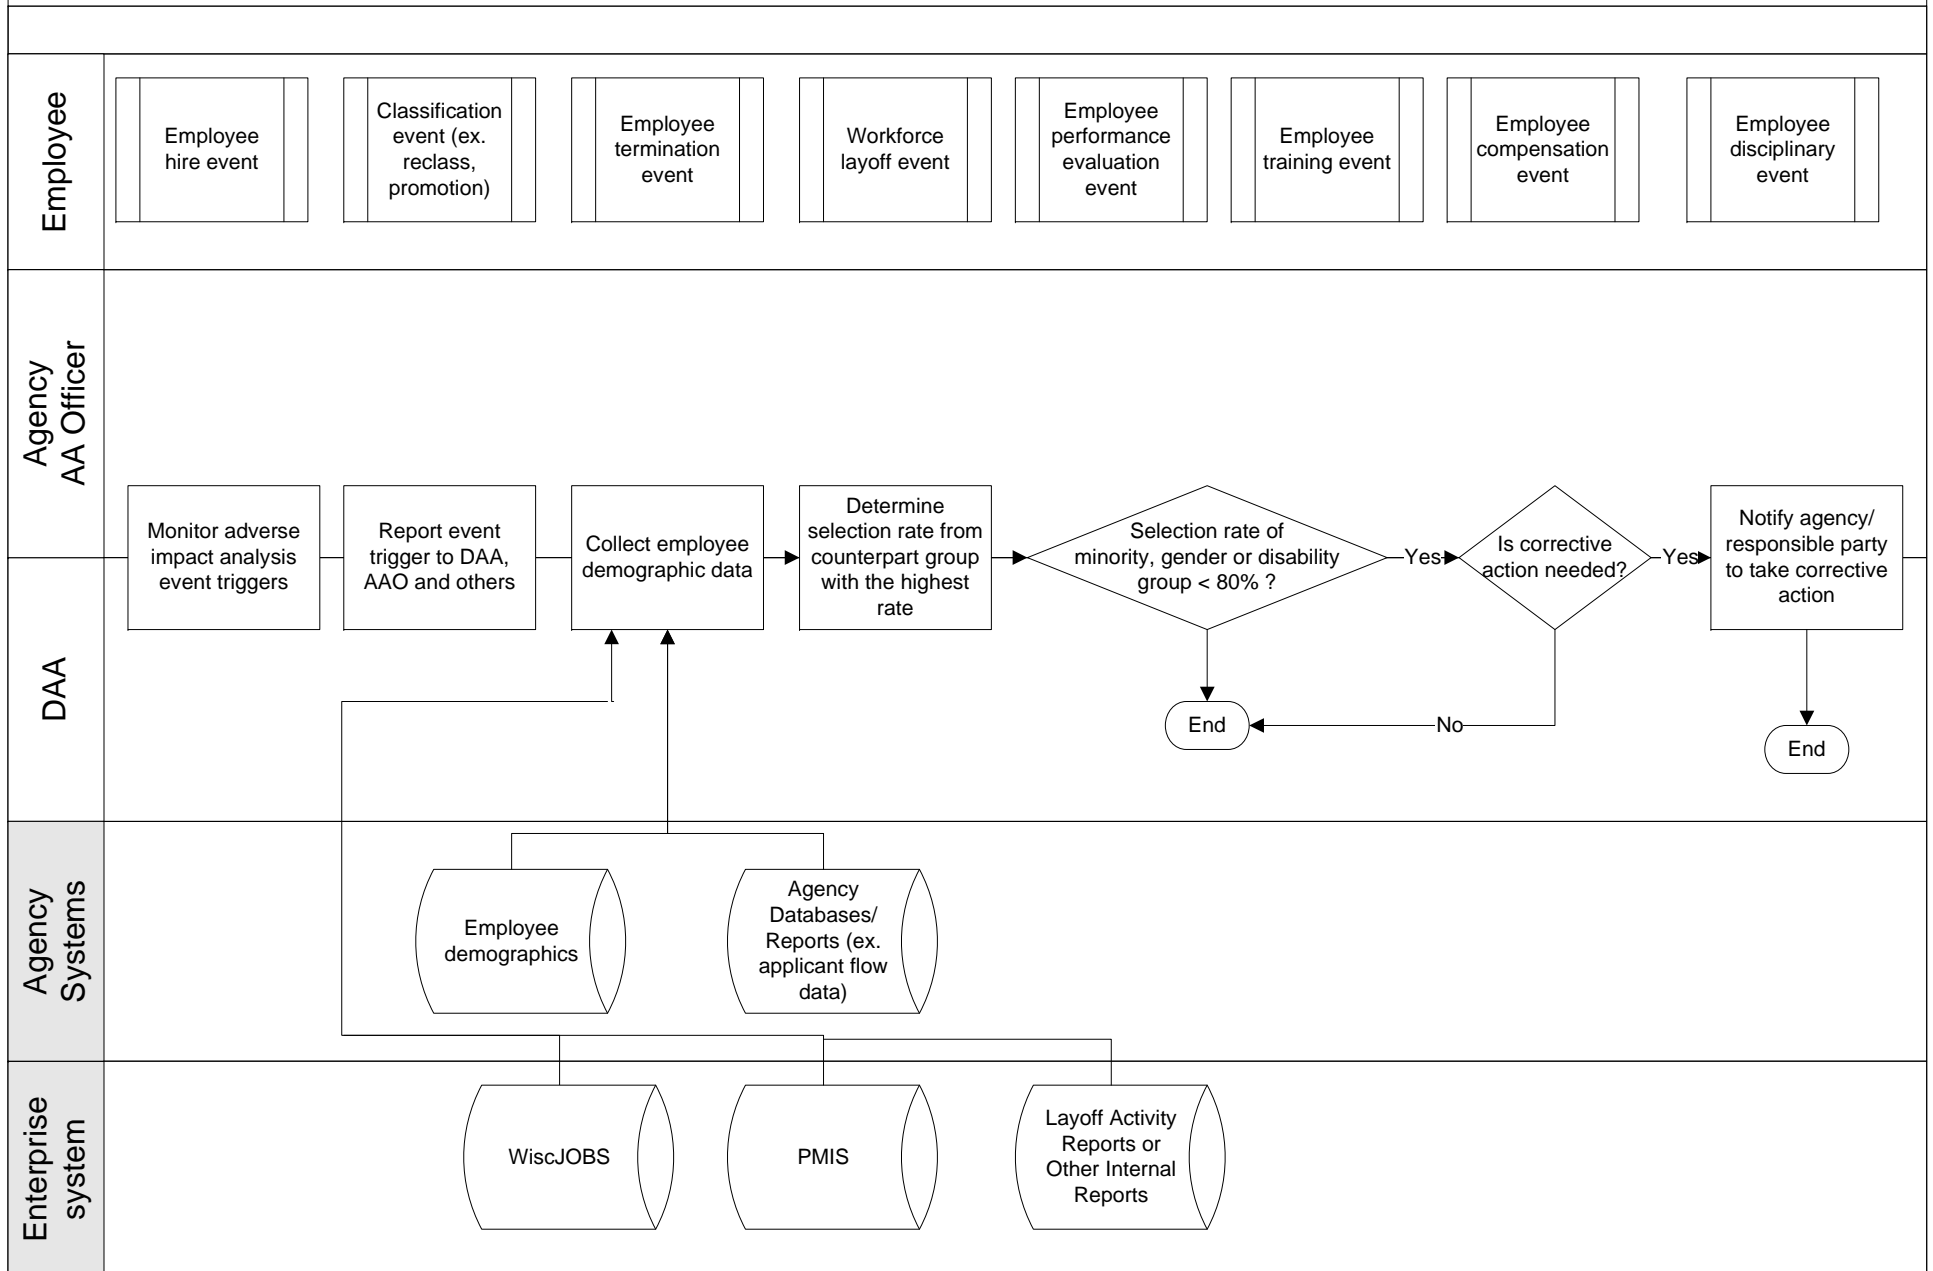 Employee
Employee
hire event
Classification
event (ex.
reclass,
promotion)
Employee
termination
event
Workforce
layoff event
Employee
performance
evaluation
event
Employee
training event
Employee
compensation
event
Employee
disciplinary
event
Agency
AA Officer
DAA
Monitor adverse
impact analysis
event triggers
Report event
trigger to DAA,
AAO and others
Collect employee
demographic data
Determine
selection rate from
counterpart group
with the highest
rate
Selection rate of
minority, gender or disability
group < 80% ?
Yes
Is corrective
action needed?
Yes
Notify agency/
responsible party
to take corrective
action
End
No
End
Agency
Systems
Employee
demographics
Agency
Databases/
Reports (ex.
applicant flow
data)
Enterprise
system
WiscJOBS
PMIS
Layoff Activity
Reports or
Other Internal
Reports